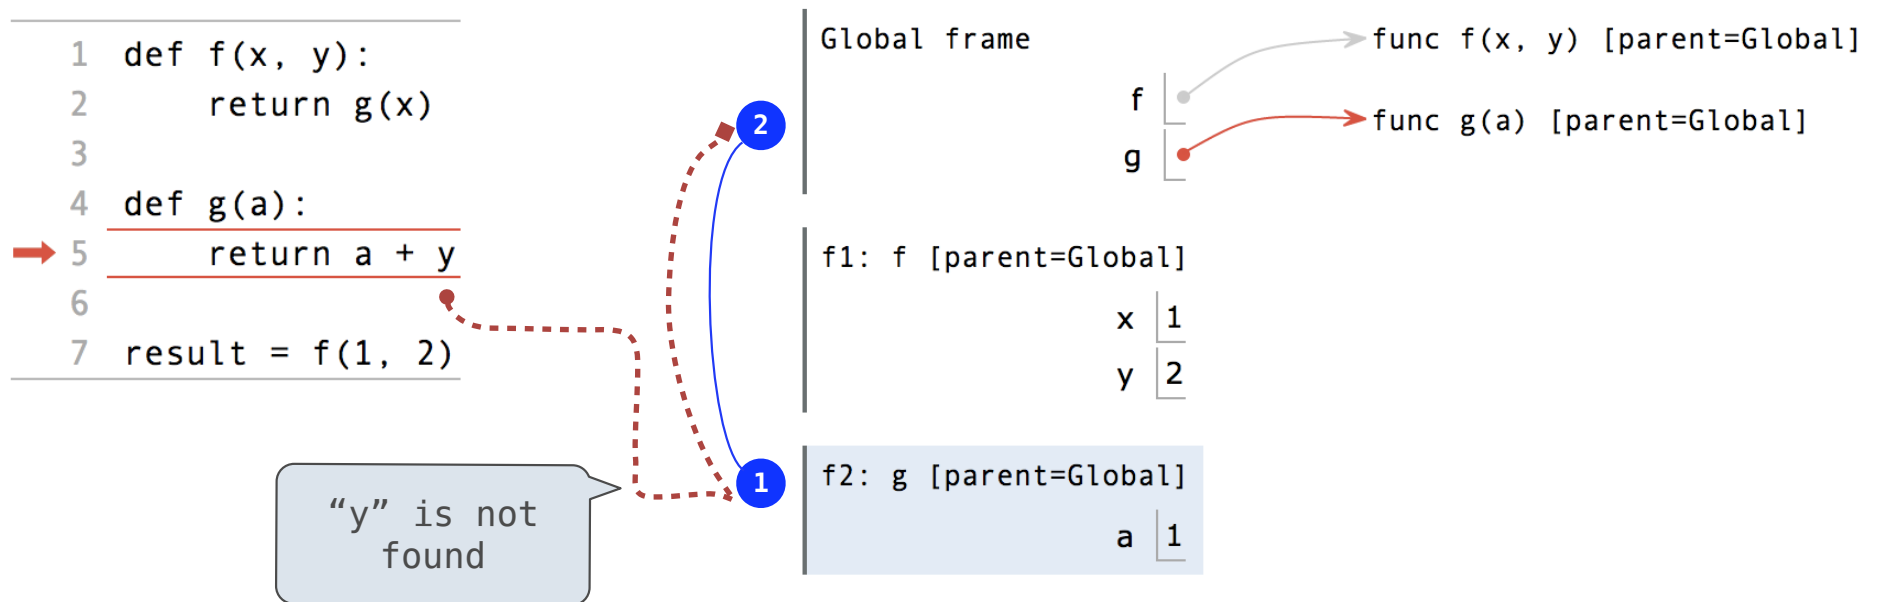 1 def f(x, y):
2 return g(x)
3
4 def g(a):
5 return a + y
6
7 result = f(1, 2)
“y” is not
found
2
1
Global frame
f
g
func f(x, y) [parent=Global]
func g(a) [parent=Global]
f1: f [parent=Global]
x 1
y 2
f2: g [parent=Global]
a 1